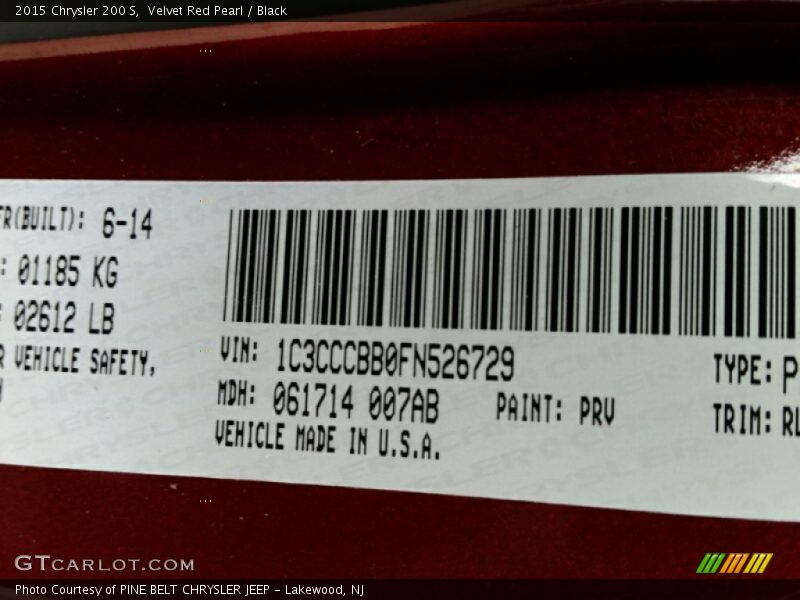 2015 Chrysler 200 S,  Velvet Red Pearl / Black
FR(BUILT): 6-14
: 01185 KG
: 02612 LB
R VEHICLE SAFETY,
VIN: 1C3CCCBB0FN526729
MDH: 061714 007AB
PAINT: PRV
VEHICLE MADE IN U.S.A.
TYPE: P
TRIM: RL
GTCARLOT.COM
Photo Courtesy of PINE BELT CHRYSLER JEEP - Lakewood, NJ